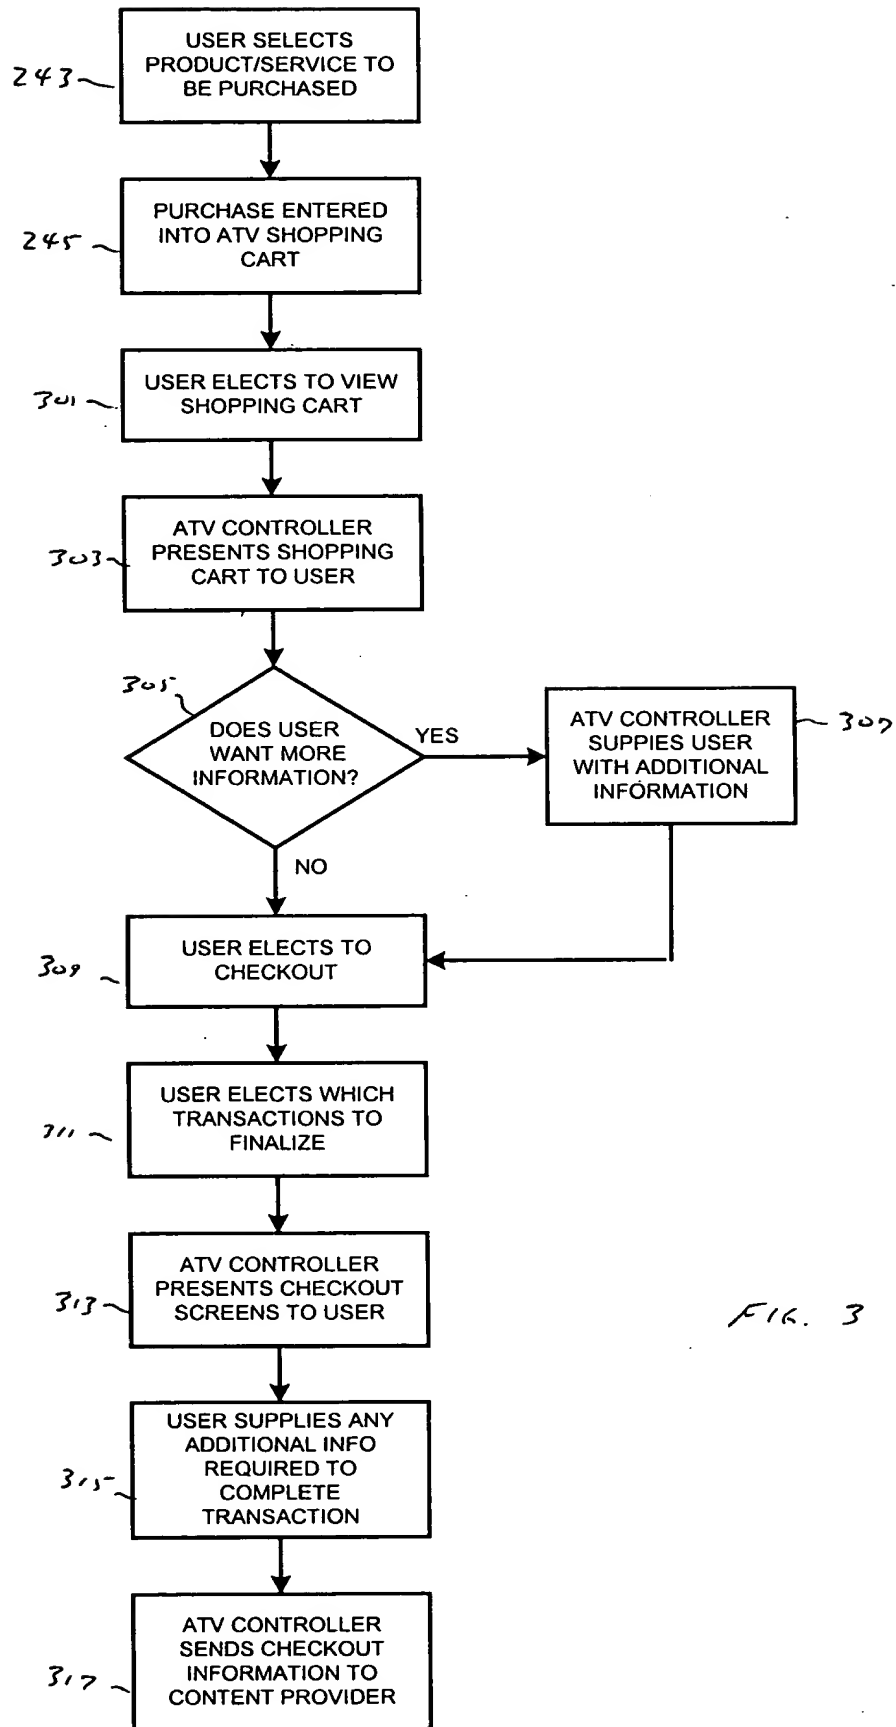 USER SELECTS
PRODUCT/SERVICE TO
BE PURCHASED
243
PURCHASE ENTERED
INTO ATV SHOPPING
CART
245
USER ELECTS TO VIEW
SHOPPING CART
301
ATV CONTROLLER
PRESENTS SHOPPING
CART TO USER
303
305
DOES USER
WANT MORE
INFORMATION?
YES
ATV CONTROLLER
SUPPIES USER
WITH ADDITIONAL
INFORMATION
307
NO
USER ELECTS TO
CHECKOUT
309
USER ELECTS WHICH
TRANSACTIONS TO
FINALIZE
311
ATV CONTROLLER
PRESENTS CHECKOUT
SCREENS TO USER
313
FIG. 3
USER SUPPLIES ANY
ADDITIONAL INFO
REQUIRED TO
COMPLETE
TRANSACTION
315
ATV CONTROLLER
SENDS CHECKOUT
INFORMATION TO
CONTENT PROVIDER
317